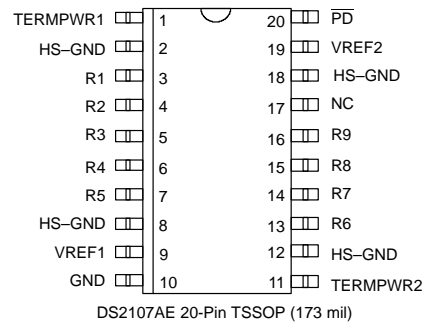 TERMPWR1 1 20 PD
HS–GND 2 19 VREF2
R1 3 18 HS–GND
R2 4 17 NC
R3 5 16 R9
R4 6 15 R8
R5 7 14 R7
HS–GND 8 13 R6
VREF1 9 12 HS–GND
GND 10 11 TERMPWR2
DS2107AE 20-Pin TSSOP (173 mil)